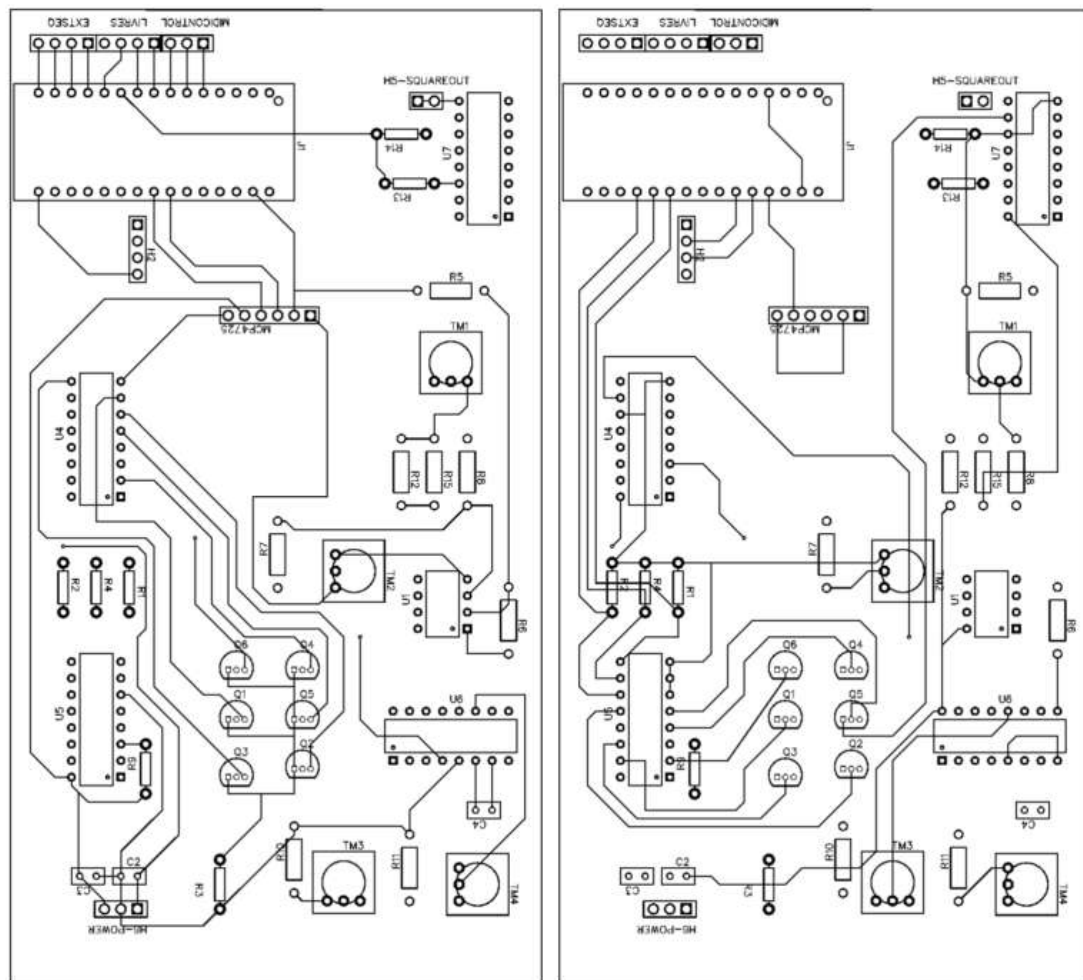 EXTSEQ LIVRES MIDICONTROL
H5-SQUAREOUT
J1
R14
U7
R13
H2
R5
MCP4725
TM1
U4
R12 R15 R8
R7
TM2
R2 R4 R1
U1
R6
Q6 Q4
U5
Q1 Q5
U6
Q3 Q2
R9
C4
R10 TM3 R11
C3 C2
R3
TM4
H6-POWER
EXTSEQ LIVRES MIDICONTROL
H5-SQUAREOUT
J1
R14
U7
R13
H2
R5
MCP4725
TM1
U4
R12 R15 R8
R7
TM2
R2 R4 R1
U1
R6
Q6 Q4
U5
Q1 Q5
U6
Q3 Q2
R9
C4
R10 TM3 R11
C3 C2
R3
TM4
H6-POWER